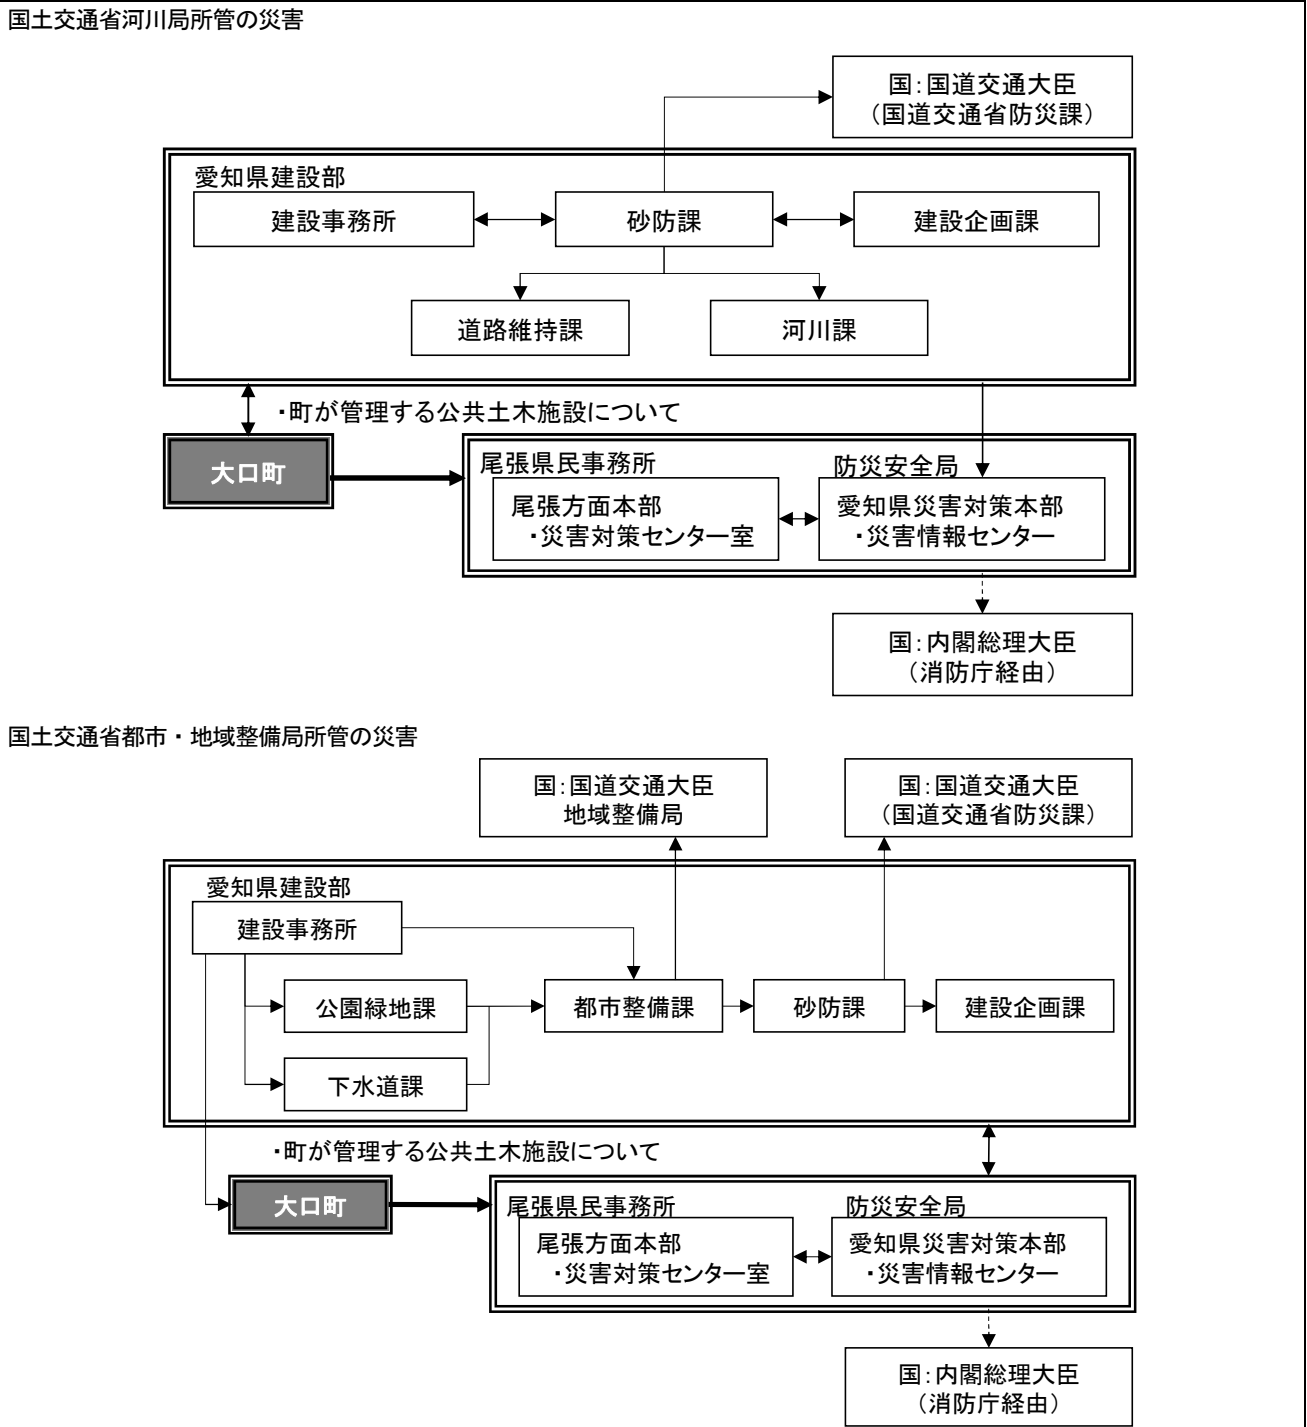 国土交通省河川局所管の災害
国：国道交通大臣
（国道交通省防災課）
愛知県建設部
建設事務所
砂防課
建設企画課
道路維持課
河川課
・町が管理する公共土木施設について
大口町
尾張県民事務所
防災安全局
尾張方面本部
・災害対策センター室
愛知県災害対策本部
・災害情報センター
国：内閣総理大臣
（消防庁経由）
国土交通省都市・地域整備局所管の災害
国：国道交通大臣
地域整備局
国：国道交通大臣
（国道交通省防災課）
愛知県建設部
建設事務所
公園緑地課
都市整備課
砂防課
建設企画課
下水道課
・町が管理する公共土木施設について
大口町
尾張県民事務所
防災安全局
尾張方面本部
・災害対策センター室
愛知県災害対策本部
・災害情報センター
国：内閣総理大臣
（消防庁経由）